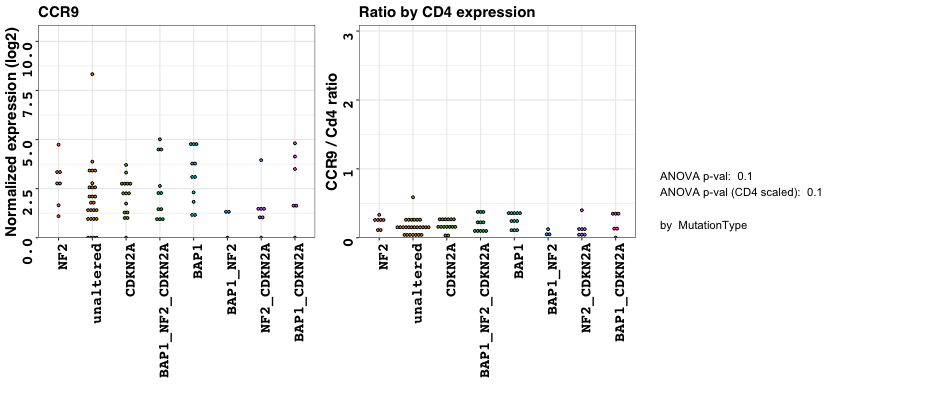 CCR9
Normalized expression (log2)
10.0
7.5
5.0
2.5
0.0
NF2
unaltered
CDKN2A
BAP1_NF2_CDKN2A
BAP1
BAP1_NF2
NF2_CDKN2A
BAP1_CDKN2A
Ratio by CD4 expression
CCR9 / Cd4 ratio
3
2
1
0
NF2
unaltered
CDKN2A
BAP1_NF2_CDKN2A
BAP1
BAP1_NF2
NF2_CDKN2A
BAP1_CDKN2A
ANOVA p-val: 0.1
ANOVA p-val (CD4 scaled): 0.1
by MutationType